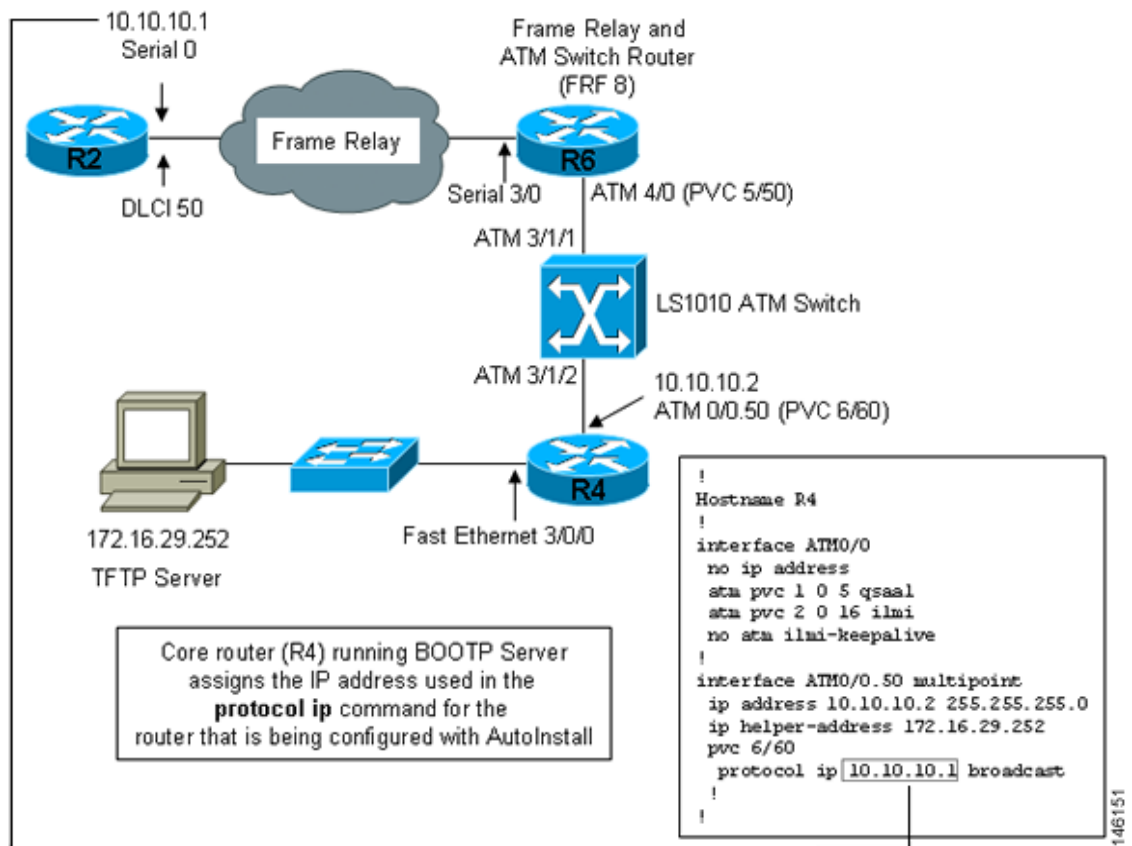 10.10.10.1
Serial 0
Frame Relay and
ATM Switch Router
(FRF 8)
R2
Frame Relay
R6
DLCI 50
Serial 3/0
ATM 4/0 (PVC 5/50)
ATM 3/1/1
LS1010 ATM Switch
ATM 3/1/2
10.10.10.2
ATM 0/0.50 (PVC 6/60)
R4
172.16.29.252
TFTP Server
Fast Ethernet 3/0/0
Core router (R4) running BOOTP Server
assigns the IP address used in the
protocol ip command for the
router that is being configured with AutoInstall
!
Hostname R4
!
interface ATM0/0
no ip address
atm pvc 1 0 5 qsaal
atm pvc 2 0 16 ilmi
no atm ilmi-keepalive
!
interface ATM0/0.50 multipoint
ip address 10.10.10.2 255.255.255.0
ip helper-address 172.16.29.252
pvc 6/60
protocol ip 10.10.10.1 broadcast
!
!
146151